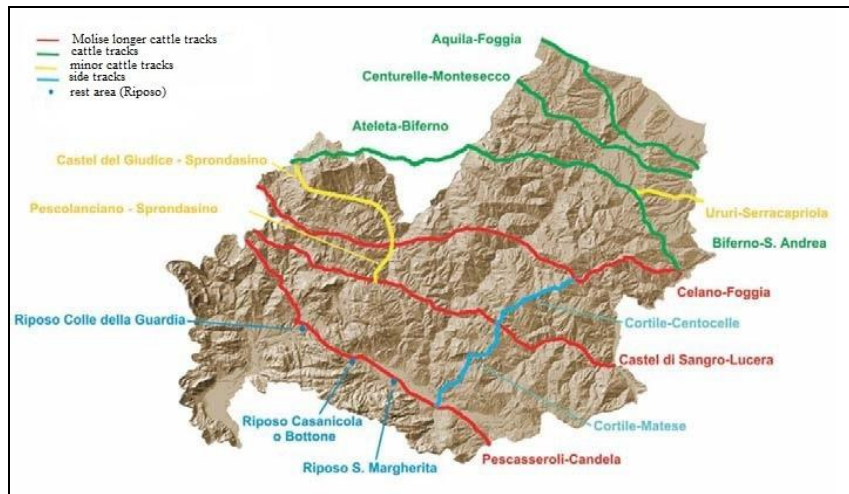 Molise longer cattle tracks
cattle tracks
minor cattle tracks
side tracks
rest area (Riposo)
Aquila-Foggia
Centurelle-Montesecco
Ateleta-Biferno
Castel del Giudice - Sprondasino
Pescolanciano - Sprondasino
Ururi-Serracapriola
Biferno-S. Andrea
Celano-Foggia
Riposo Colle della Guardia
Cortile-Centocelle
Castel di Sangro-Lucera
Riposo Casanicola
o Bottone
Cortile-Matese
Riposo S. Margherita
Pescasseroli-Candela